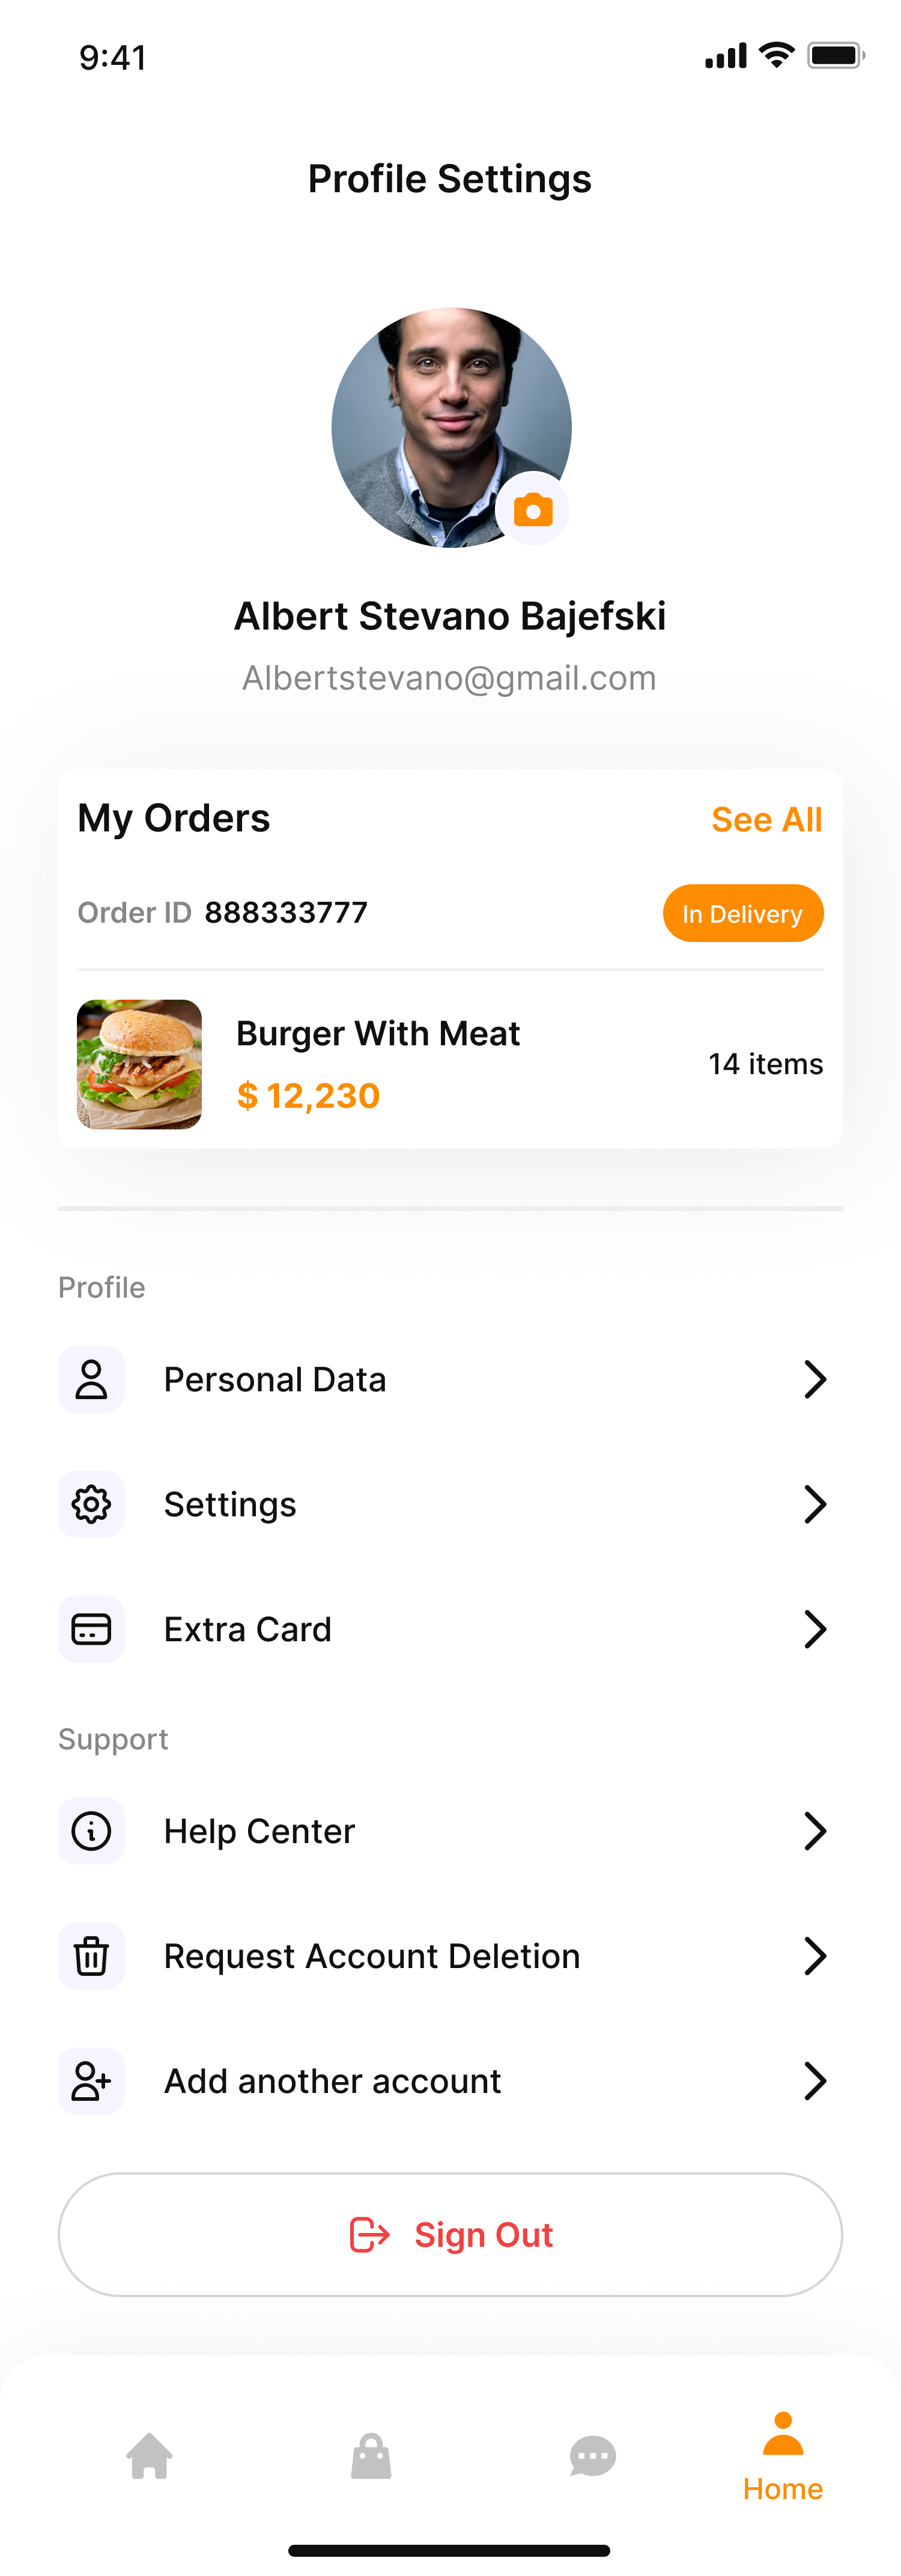 9:41
Profile Settings
Albert Stevano Bajefski
Albertstevano@gmail.com
My Orders
See All
Order ID 888333777
In Delivery
Burger With Meat
$ 12,230
14 items
Profile
Personal Data
Settings
Extra Card
Support
Help Center
Request Account Deletion
Add another account
Sign Out
Home